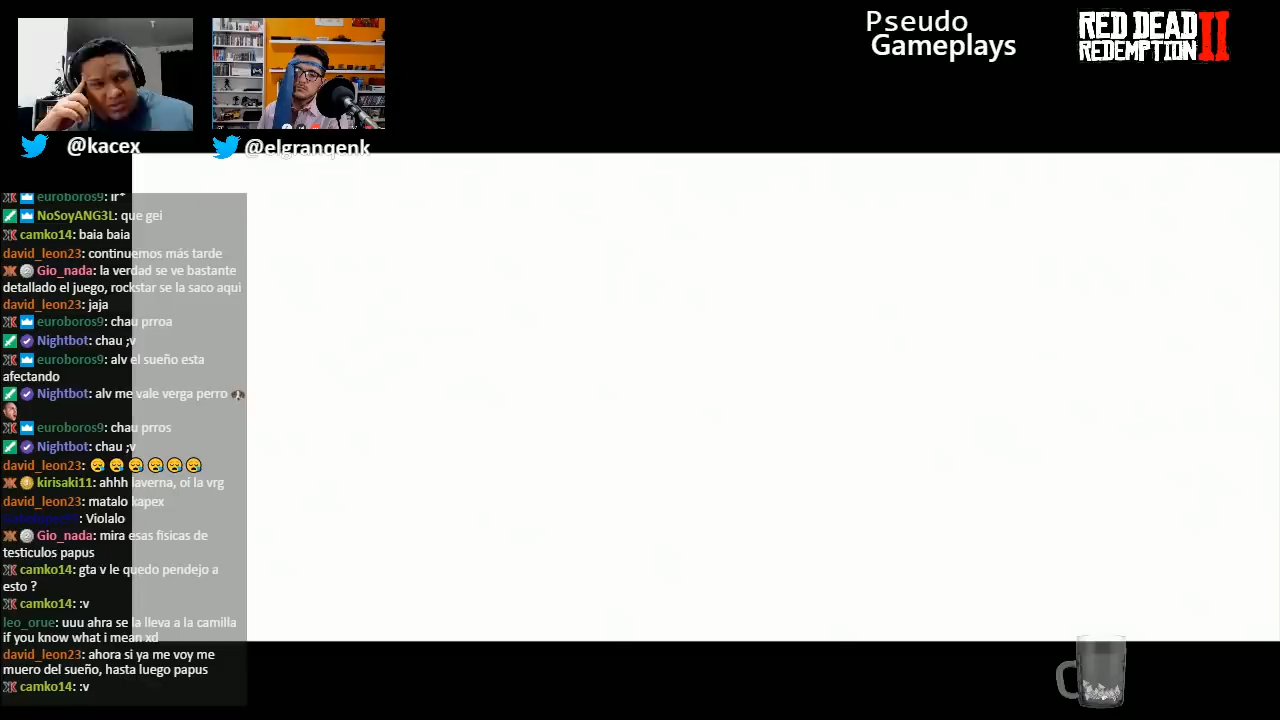 Pseudo
Gameplays
RED DEAD
REDEMPTION II
@kacex
@elgranqenk
euroboros9: ir*
NoSoyANG3L: que gei
camko14: baia baia
david_leon23: continuemos más tarde
Gio_nada: la verdad se ve bastante
detallado el juego, rockstar se la saco aqui
david_leon23: jaja
euroboros9: chau prroa
Nightbot: chau ;v
euroboros9: alv el sueño esta
afectando
Nightbot: alv me vale verga perro
euroboros9: chau prros
Nightbot: chau ;v
david_leon23:
kirisaki11: ahhh laverna, oí la vrg
david_leon23: matalo kapex
: Violalo
Gio_nada: mira esas fisicas de
testiculos papus
camko14: gta v le quedo pendejo a
esto ?
camko14: :v
leo_orue: uuu ahra se la lleva a la camilla
if you know what i mean xd
david_leon23: ahora si ya me voy me
muero del sueño, hasta luego papus
camko14: :v